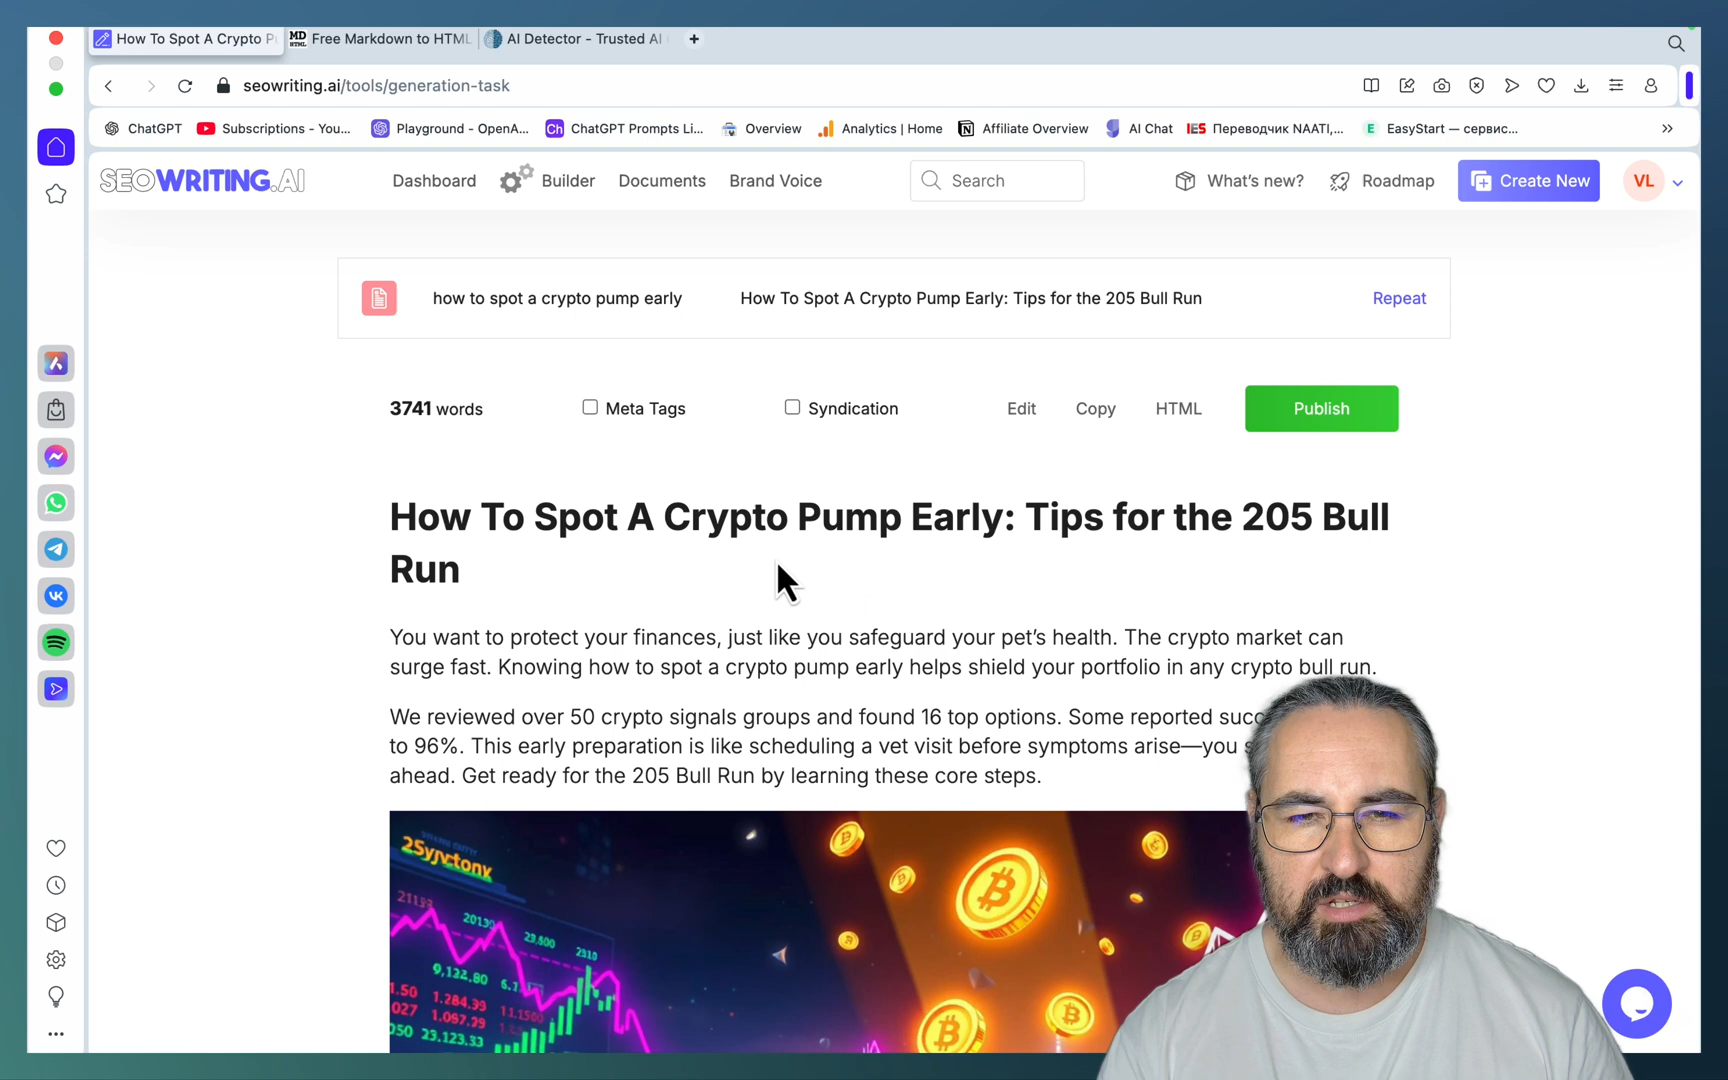 How To Spot A Crypto P
Free Markdown to HTML
AI Detector - Trusted AI
seowriting.ai/tools/generation-task
ChatGPT
Subscriptions - You...
Playground - OpenA...
ChatGPT Prompts Li...
Overview
Analytics | Home
Affiliate Overview
AI Chat
IES Переводчик NAATI,...
EasyStart — сервис...
SEOWRITING.AI
Dashboard
Builder
Documents
Brand Voice
Search
What's new?
Roadmap
Create New
VL
how to spot a crypto pump early
How To Spot A Crypto Pump Early: Tips for the 205 Bull Run
Repeat
3741 words
Meta Tags
Syndication
Edit
Copy
HTML
Publish
How To Spot A Crypto Pump Early: Tips for the 205 Bull
Run
You want to protect your finances, just like you safeguard your pet's health. The crypto market can
surge fast. Knowing how to spot a crypto pump early helps shield your portfolio in any crypto bull run.
We reviewed over 50 crypto signals groups and found 16 top options. Some reported succ
to 96%. This early preparation is like scheduling a vet visit before symptoms arise—you s
ahead. Get ready for the 205 Bull Run by learning these core steps.